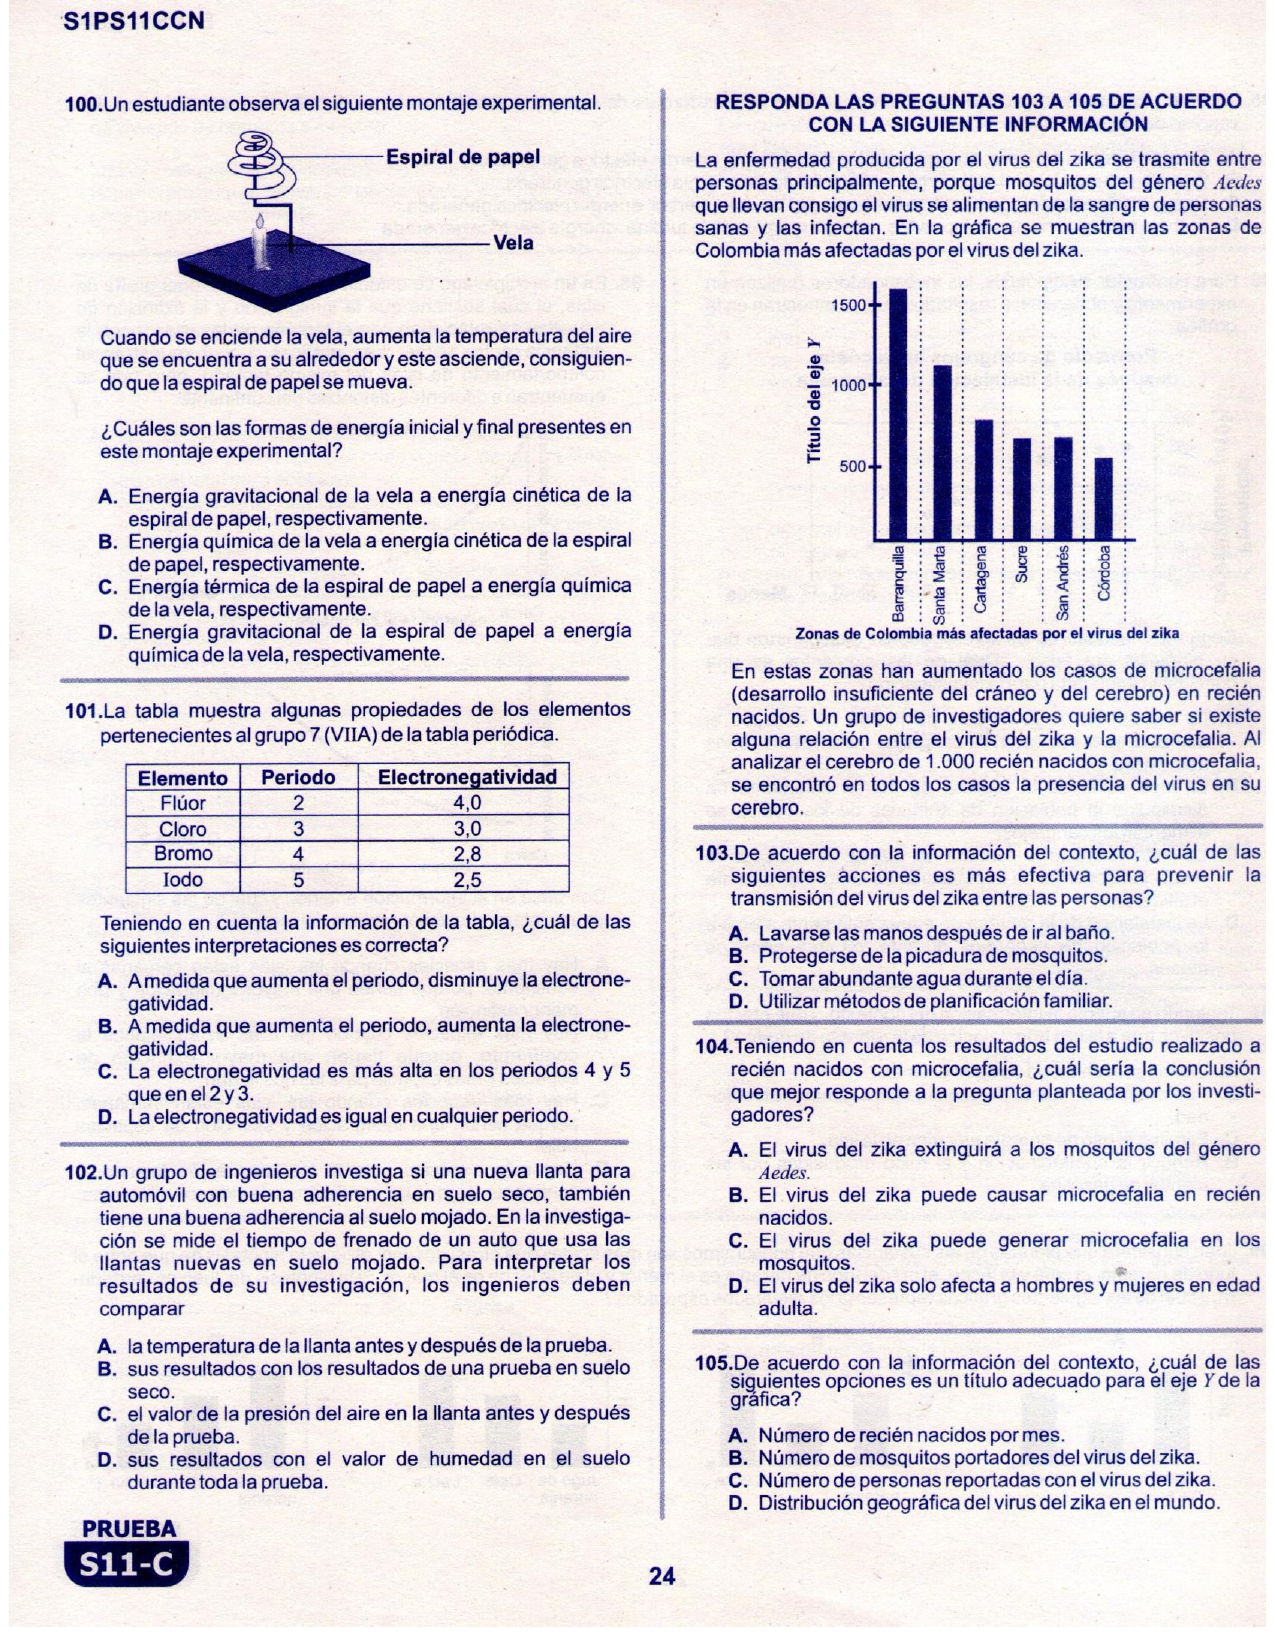 S1PS11CCN
100.Un estudiante observa el siguiente montaje experimental.
Espiral de papel
Vela
Cuando se enciende la vela, aumenta la temperatura del aire
que se encuentra a su alrededor y este asciende, consiguien-
do que la espiral de papel se mueva.
¿Cuáles son las formas de energía inicial y final presentes en
este montaje experimental?
A. Energía gravitacional de la vela a energía cinética de la
espiral de papel, respectivamente.
B. Energía química de la vela a energía cinética de la espiral
de papel, respectivamente.
C. Energía térmica de la espiral de papel a energía química
de la vela, respectivamente.
D. Energía gravitacional de la espiral de papel a energía
química de la vela, respectivamente.
101.La tabla muestra algunas propiedades de los elementos
pertenecientes al grupo 7 (VIIA) de la tabla periódica.
Elemento Periodo Electronegatividad
Flúor 2 4,0
Cloro 3 3,0
Bromo 4 2,8
Iodo 5 2,5
Teniendo en cuenta la información de la tabla, ¿cuál de las
siguientes interpretaciones es correcta?
A. A medida que aumenta el periodo, disminuye la electrone-
gatividad.
B. A medida que aumenta el periodo, aumenta la electrone-
gatividad.
C. La electronegatividad es más alta en los periodos 4 y 5
que en el 2 y 3.
D. La electronegatividad es igual en cualquier periodo.
102.Un grupo de ingenieros investiga si una nueva llanta para
automóvil con buena adherencia en suelo seco, también
tiene una buena adherencia al suelo mojado. En la investiga-
ción se mide el tiempo de frenado de un auto que usa las
llantas nuevas en suelo mojado. Para interpretar los
resultados de su investigación, los ingenieros deben
comparar
A. la temperatura de la llanta antes y después de la prueba.
B. sus resultados con los resultados de una prueba en suelo
seco.
C. el valor de la presión del aire en la llanta antes y después
de la prueba.
D. sus resultados con el valor de humedad en el suelo
durante toda la prueba.
RESPONDA LAS PREGUNTAS 103 A 105 DE ACUERDO
CON LA SIGUIENTE INFORMACIÓN
La enfermedad producida por el virus del zika se trasmite entre
personas principalmente, porque mosquitos del género Aedes
que llevan consigo el virus se alimentan de la sangre de personas
sanas y las infectan. En la gráfica se muestran las zonas de
Colombia más afectadas por el virus del zika.
Título del eje Y
1500
1000
500
Barranquilla
Santa Marta
Cartagena
Sucre
San Andrés
Córdoba
Zonas de Colombia más afectadas por el virus del zika
En estas zonas han aumentado los casos de microcefalia
(desarrollo insuficiente del cráneo y del cerebro) en recién
nacidos. Un grupo de investigadores quiere saber si existe
alguna relación entre el virus del zika y la microcefalia. Al
analizar el cerebro de 1.000 recién nacidos con microcefalia,
se encontró en todos los casos la presencia del virus en su
cerebro.
103.De acuerdo con la información del contexto, ¿cuál de las
siguientes acciones es más efectiva para prevenir la
transmisión del virus del zika entre las personas?
A. Lavarse las manos después de ir al baño.
B. Protegerse de la picadura de mosquitos.
C. Tomar abundante agua durante el día.
D. Utilizar métodos de planificación familiar.
104.Teniendo en cuenta los resultados del estudio realizado a
recién nacidos con microcefalia, ¿cuál sería la conclusión
que mejor responde a la pregunta planteada por los investi-
gadores?
A. El virus del zika extinguirá a los mosquitos del género
Aedes.
B. El virus del zika puede causar microcefalia en recién
nacidos.
C. El virus del zika puede generar microcefalia en los
mosquitos.
D. El virus del zika solo afecta a hombres y mujeres en edad
adulta.
105.De acuerdo con la información del contexto, ¿cuál de las
siguientes opciones es un título adecuado para el eje Y de la
gráfica?
A. Número de recién nacidos por mes.
B. Número de mosquitos portadores del virus del zika.
C. Número de personas reportadas con el virus del zika.
D. Distribución geográfica del virus del zika en el mundo.
PRUEBA
S11-C
24